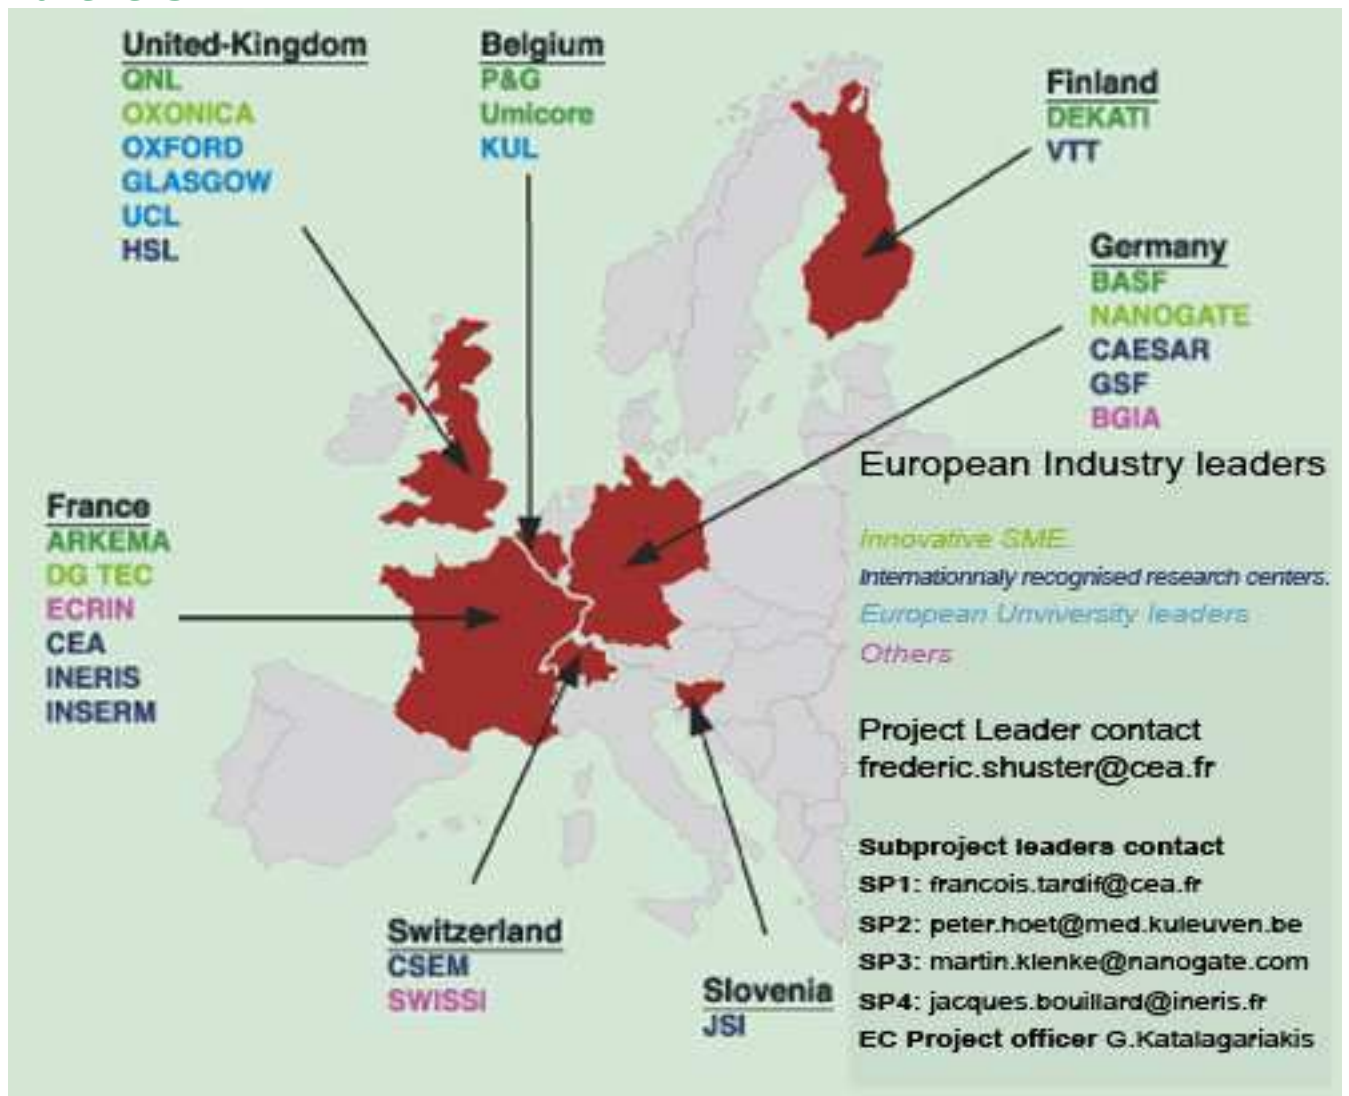 United-Kingdom
QNL
OXONICA
OXFORD
GLASGOW
UCL
HSL
Belgium
P&G
Umicore
KUL
Finland
DEKATI
VTT
Germany
BASF
NANOGATE
CAESAR
GSF
BGIA
France
ARKEMA
DG TEC
ECRIN
CEA
INERIS
INSERM
Switzerland
CSEM
SWISSI
Slovenia
JSI
European Industry leaders
Innovative SME
Internationnaly recognised research centers.
European Unviversity leaders
Others
Project Leader contact
frederic.shuster@cea.fr
Subproject leaders contact
SP1: francois.tardif@cea.fr
SP2: peter.hoet@med.kuleuven.be
SP3: martin.klenke@nanogate.com
SP4: jacques.bouillard@ineris.fr
EC Project officer G.Katalagariakis